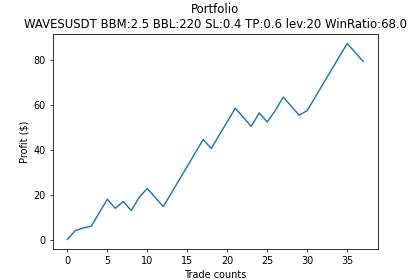 Portfolio
WAVESUSDT BBM:2.5 BBL:220 SL:0.4 TP:0.6 lev:20 WinRatio:68.0
Profit ($)
80
60
40
20
0
0 5 10 15 20 25 30 35
Trade counts